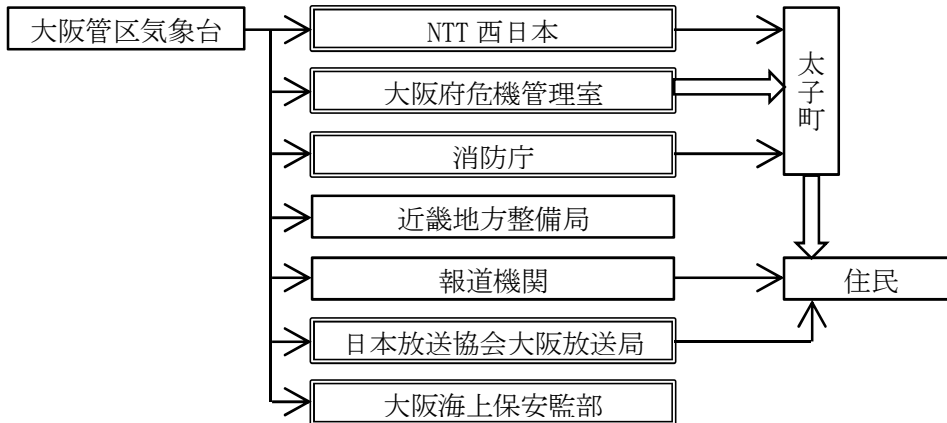 大阪管区気象台
NTT 西日本
大阪府危機管理室
消防庁
近畿地方整備局
報道機関
日本放送協会大阪放送局
大阪海上保安監部
太子町
住民